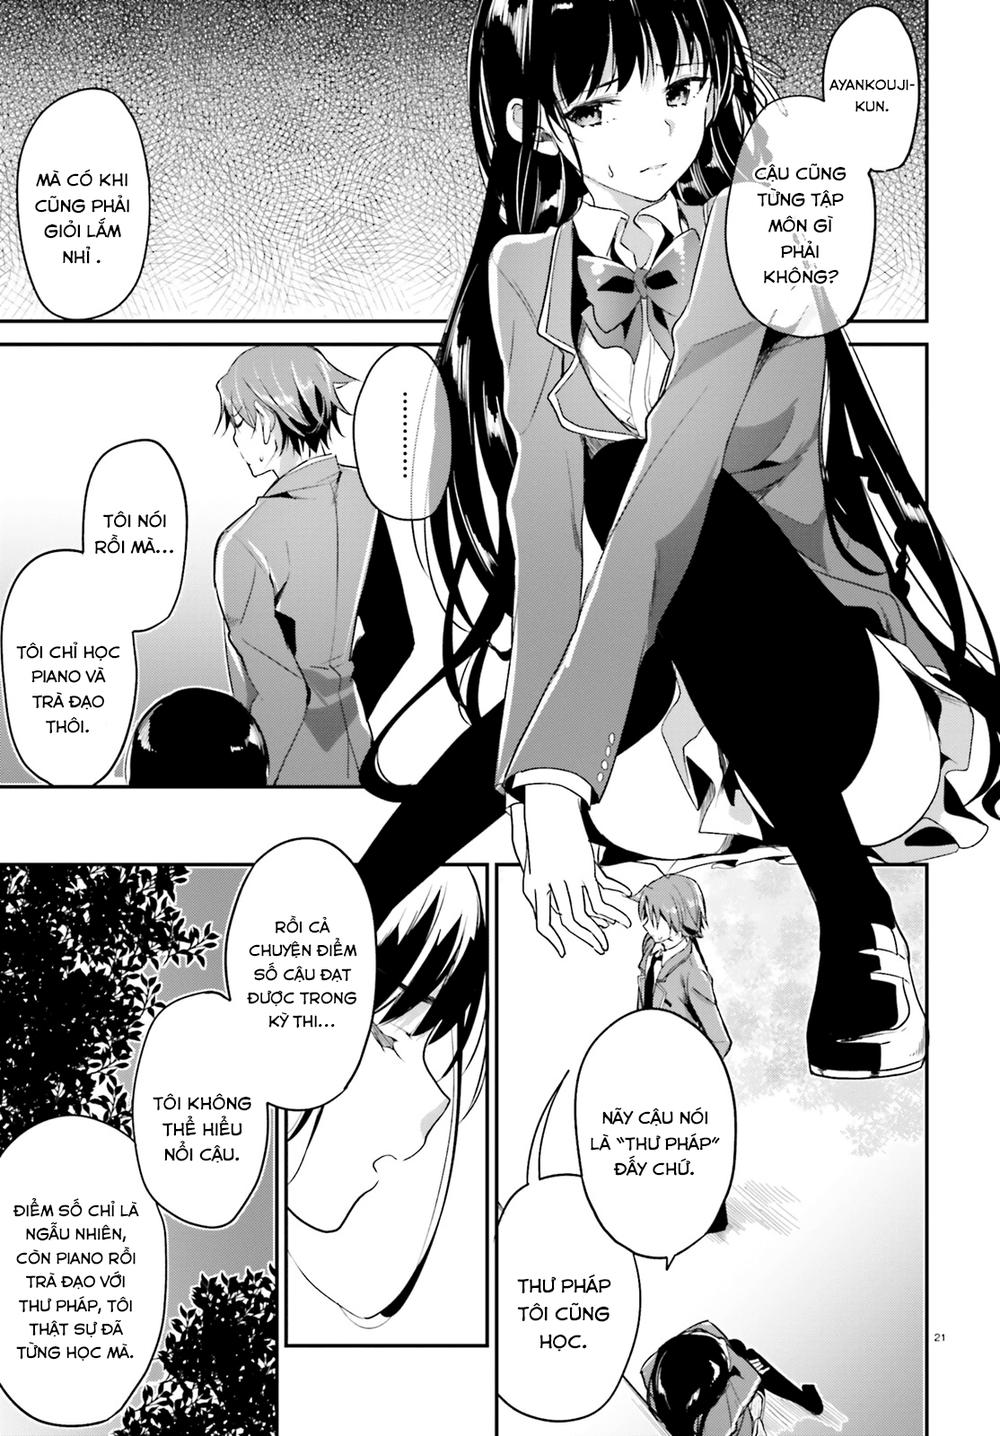 AYANKOUJI-
KUN.
CẬU CŨNG
TỪNG TẬP
MÔN GÌ
PHẢI
KHÔNG?
MÀ CÓ KHI
CŨNG PHẢI
GIỎI LẮM
NHỈ .
..........
TÔI NÓI
RỒI MÀ...
TÔI CHỈ HỌC
PIANO VÀ
TRÀ ĐẠO
THÔI.
NÃY CẬU NÓI
LÀ “THƯ PHÁP”
ĐẤY CHỨ.
THƯ PHÁP
TÔI CŨNG
HỌC.
RỒI CẢ
CHUYỆN ĐIỂM
SỐ CẬU ĐẠT
ĐƯỢC TRONG
KỲ THI...
TÔI KHÔNG
THỂ HIỂU
NỔI CẬU.
ĐIỂM SỐ CHỈ LÀ
NGẪU NHIÊN,
CÒN PIANO RỒI
TRÀ ĐẠO VỚI
THƯ PHÁP, TÔI
THẬT SỰ ĐÃ
TỪNG HỌC MÀ.
21